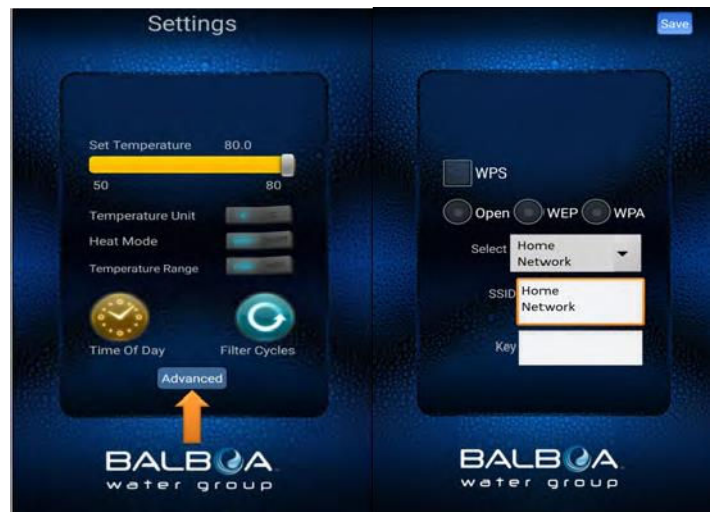 Settings
Set Temperature 80.0
50 80
Temperature Unit
Heat Mode
Temperature Range
Time Of Day Filter Cycles
Advanced
BALBOA
water group
Save
WPS
Open WEP WPA
Select Home
Network
SSID Home
Network
Key
BALBOA
water group